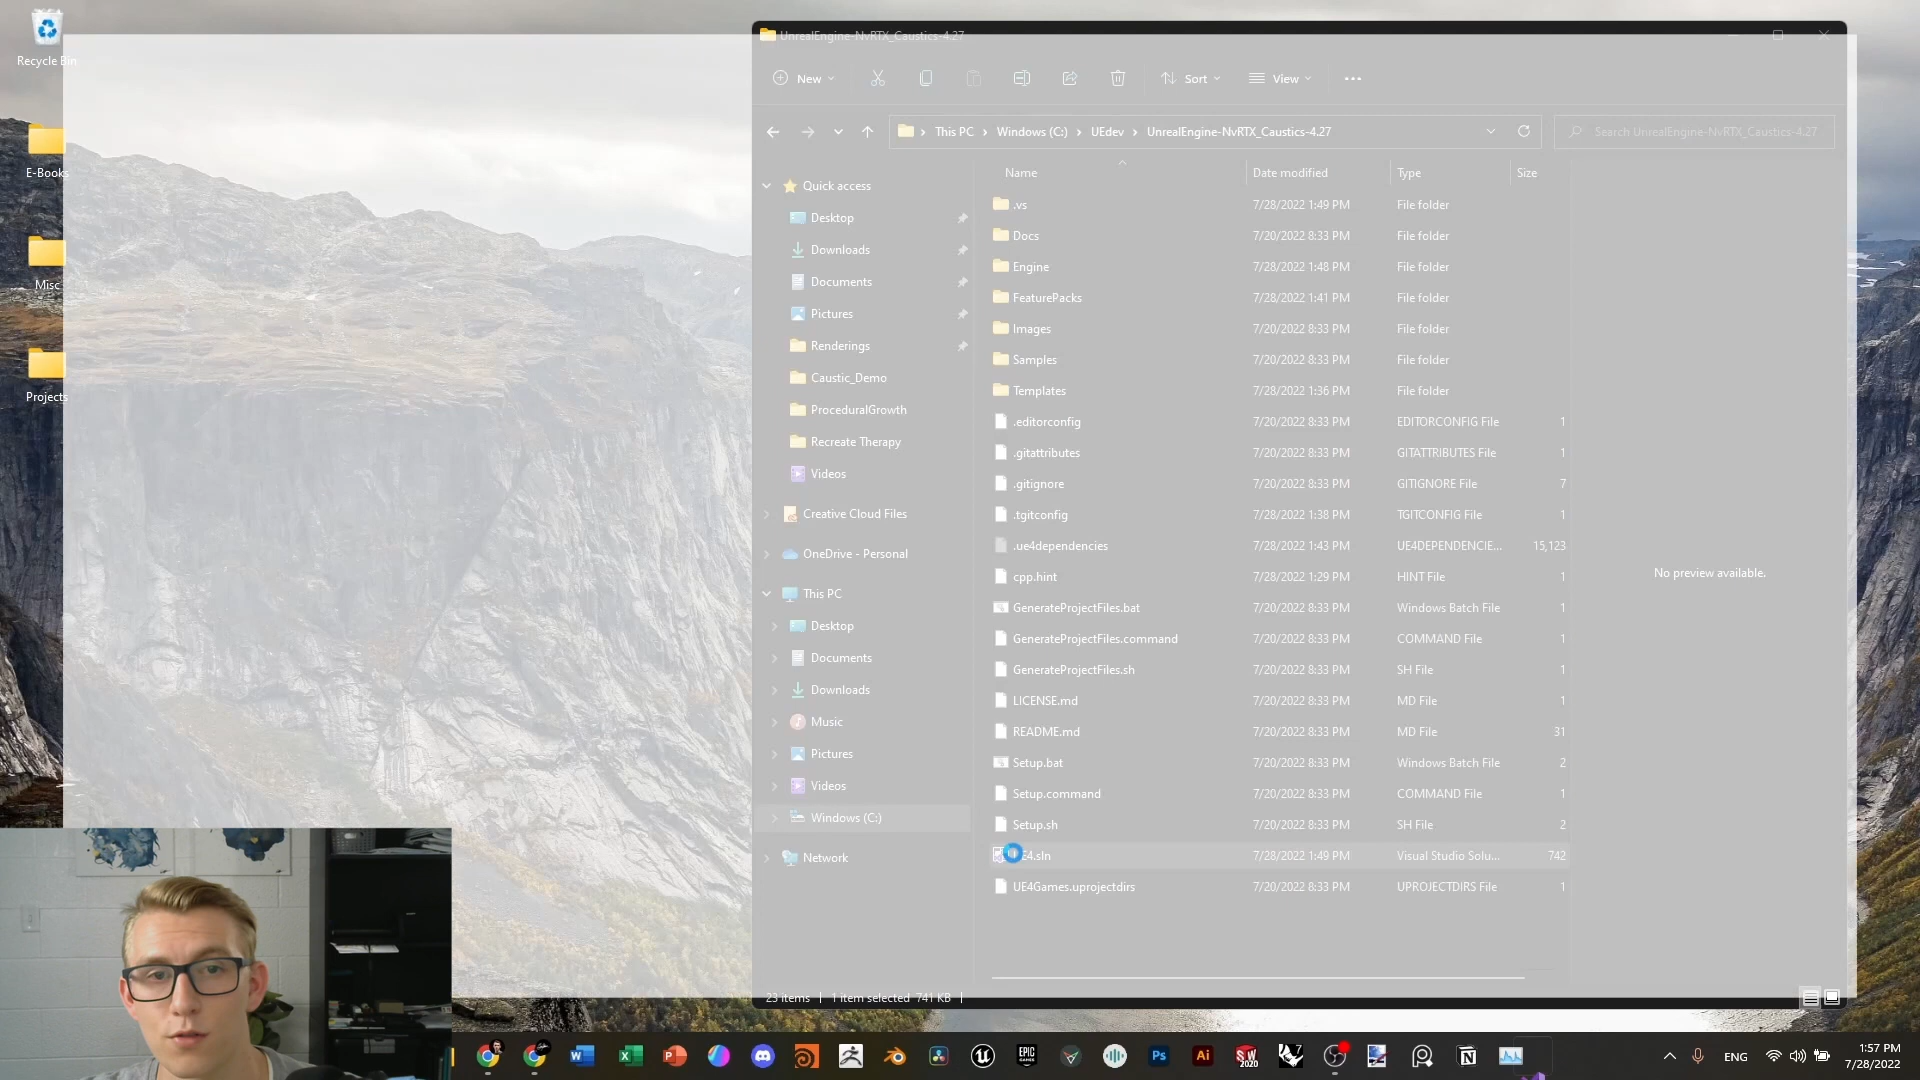 Recycle Bin
E-Books
Misc
Projects
UnrealEngine-NvRTX_Caustics-4.27
New
Sort
View
This PC
Windows (C:)
UEdev
UnrealEngine-NvRTX_Caustics-4.27
Search UnrealEngine-NvRTX_Caustics-4.27
Quick access
Desktop
Downloads
Documents
Pictures
Renderings
Caustic_Demo
ProceduralGrowth
Recreate Therapy
Videos
Creative Cloud Files
OneDrive - Personal
This PC
Desktop
Documents
Downloads
Music
Pictures
Videos
Windows (C:)
Network
Name Date modified Type Size
.vs 7/28/2022 1:49 PM File folder
Docs 7/20/2022 8:33 PM File folder
Engine 7/28/2022 1:48 PM File folder
FeaturePacks 7/28/2022 1:41 PM File folder
Images 7/20/2022 8:33 PM File folder
Samples 7/20/2022 8:33 PM File folder
Templates 7/28/2022 1:36 PM File folder
.editorconfig 7/20/2022 8:33 PM EDITORCONFIG File 1
.gitattributes 7/20/2022 8:33 PM GITATTRIBUTES File 1
.gitignore 7/20/2022 8:33 PM GITIGNORE File 7
.tgitconfig 7/28/2022 1:38 PM TGITCONFIG File 1
.ue4dependencies 7/28/2022 1:43 PM UE4DEPENDENCIE... 15,123
cpp.hint 7/28/2022 1:29 PM HINT File 1
GenerateProjectFiles.bat 7/20/2022 8:33 PM Windows Batch File 1
GenerateProjectFiles.command 7/20/2022 8:33 PM COMMAND File 1
GenerateProjectFiles.sh 7/20/2022 8:33 PM SH File 1
LICENSE.md 7/20/2022 8:33 PM MD File 1
README.md 7/20/2022 8:33 PM MD File 31
Setup.bat 7/20/2022 8:33 PM Windows Batch File 2
Setup.command 7/20/2022 8:33 PM COMMAND File 1
Setup.sh 7/20/2022 8:33 PM SH File 2
E4.sln 7/28/2022 1:49 PM Visual Studio Solu... 742
UE4Games.uprojectdirs 7/20/2022 8:33 PM UPROJECTDIRS File 1
No preview available.
23 items 1 item selected 741 KB
EPIC GAMES
Ps
Ai
SW 2020
ENG
1:57 PM
7/28/2022